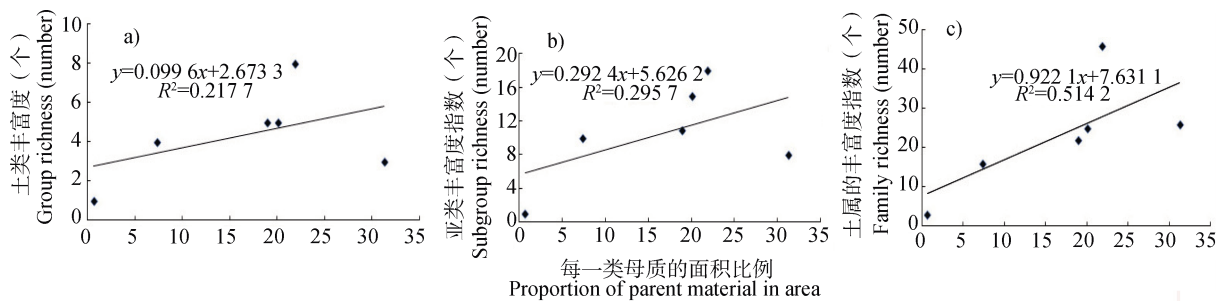 a)
y=0.099 6x+2.673 3
R²=0.217 7
土类丰富度（个）
Group richness (number)
10
8
6
4
2
0
0 5 10 15 20 25 30 35
b)
y=0.292 4x+5.626 2
R²=0.295 7
亚类丰富度指数（个）
Subgroup richness (number)
20
16
12
8
4
0
0 5 10 15 20 25 30 35
c)
y=0.922 1x+7.631 1
R²=0.514 2
土属的丰富度指数（个）
Family richness (number)
50
40
30
20
10
0
0 5 10 15 20 25 30 35
每一类母质的面积比例
Proportion of parent material in area